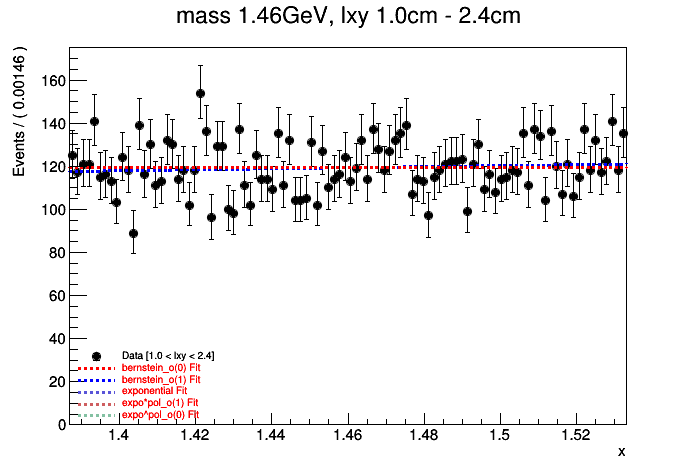 mass 1.46GeV, lxy 1.0cm - 2.4cm
Events / ( 0.00146 )
160
140
120
100
80
60
40
20
0
Data [1.0 < lxy < 2.4]
bernstein_o(0) Fit
bernstein_o(1) Fit
exponential Fit
expo*pol_o(1) Fit
expo*pol_o(0) Fit
1.4
1.42
1.44
1.46
1.48
1.5
1.52
x